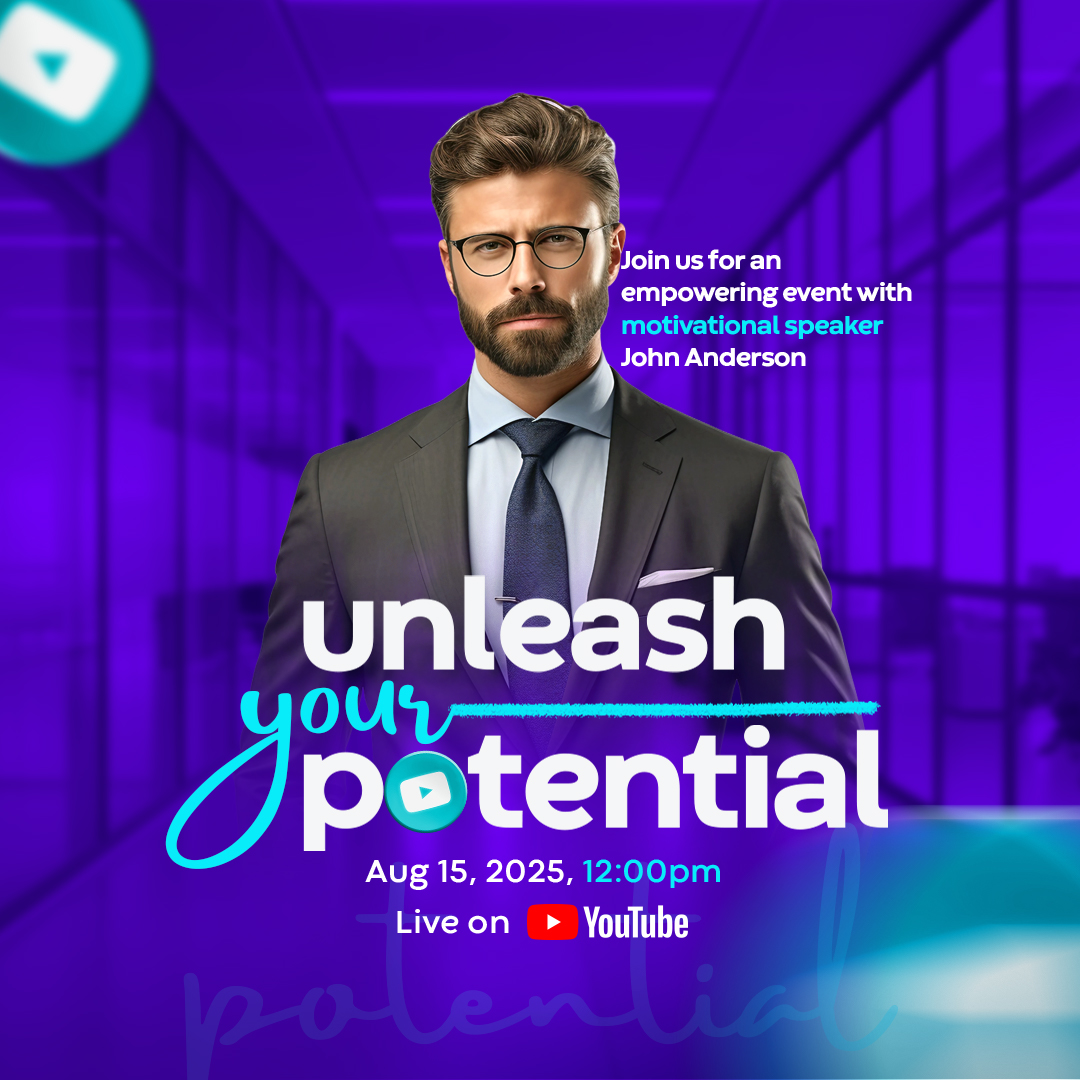 Join us for an
empowering event with
motivational speaker
John Anderson
unleash
your
potential
Aug 15, 2025, 12:00pm
Live on YouTube
potential